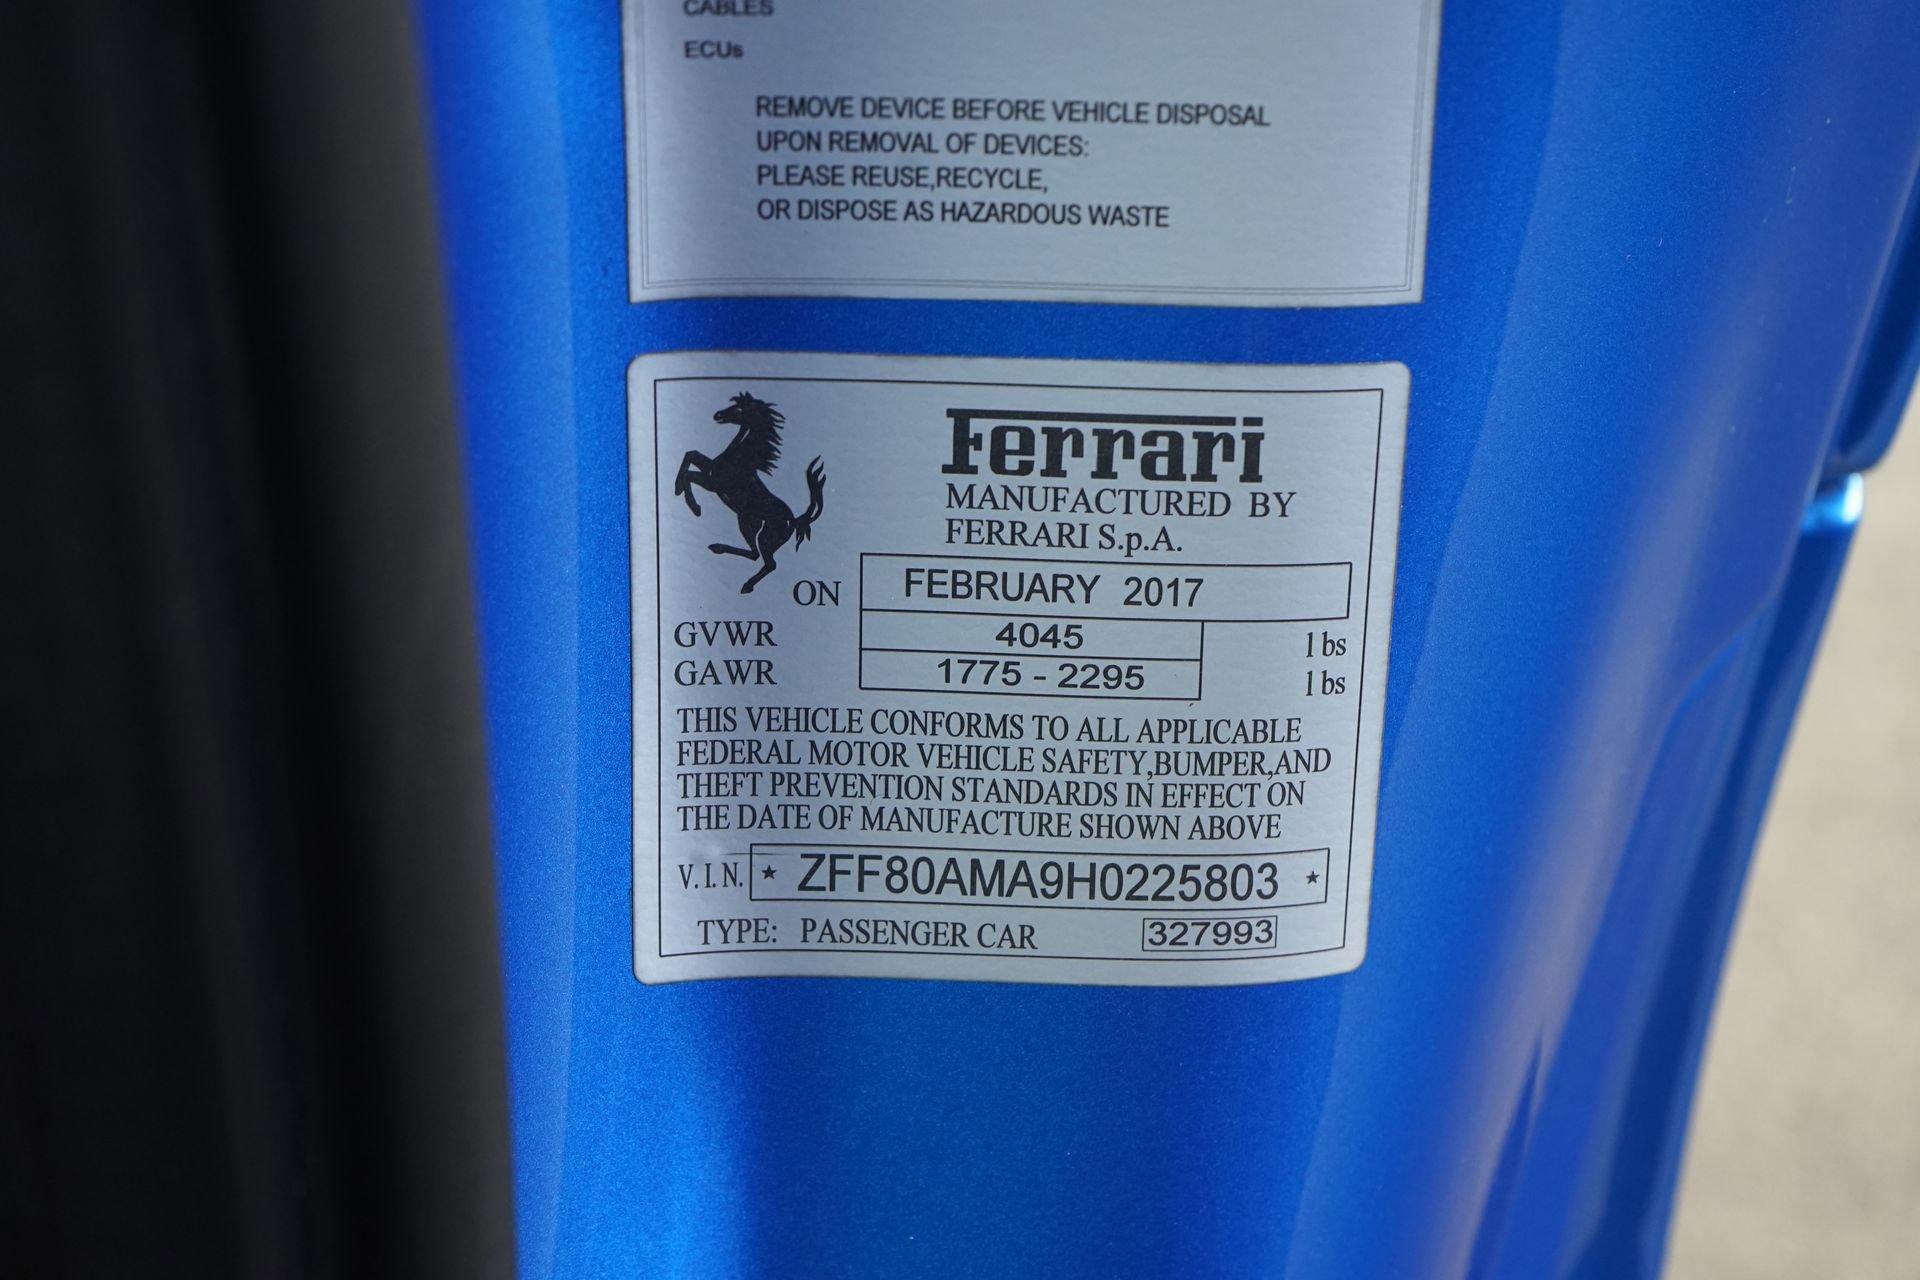 CABLES
ECUs
REMOVE DEVICE BEFORE VEHICLE DISPOSAL
UPON REMOVAL OF DEVICES:
PLEASE REUSE,RECYCLE,
OR DISPOSE AS HAZARDOUS WASTE
Ferrari
MANUFACTURED BY
FERRARI S.p.A.
ON FEBRUARY 2017
GVWR 4045 lbs
GAWR 1775 - 2295 lbs
THIS VEHICLE CONFORMS TO ALL APPLICABLE
FEDERAL MOTOR VEHICLE SAFETY,BUMPER,AND
THEFT PREVENTION STANDARDS IN EFFECT ON
THE DATE OF MANUFACTURE SHOWN ABOVE
V.I.N. * ZFF80AMA9H0225803 *
TYPE: PASSENGER CAR 327993